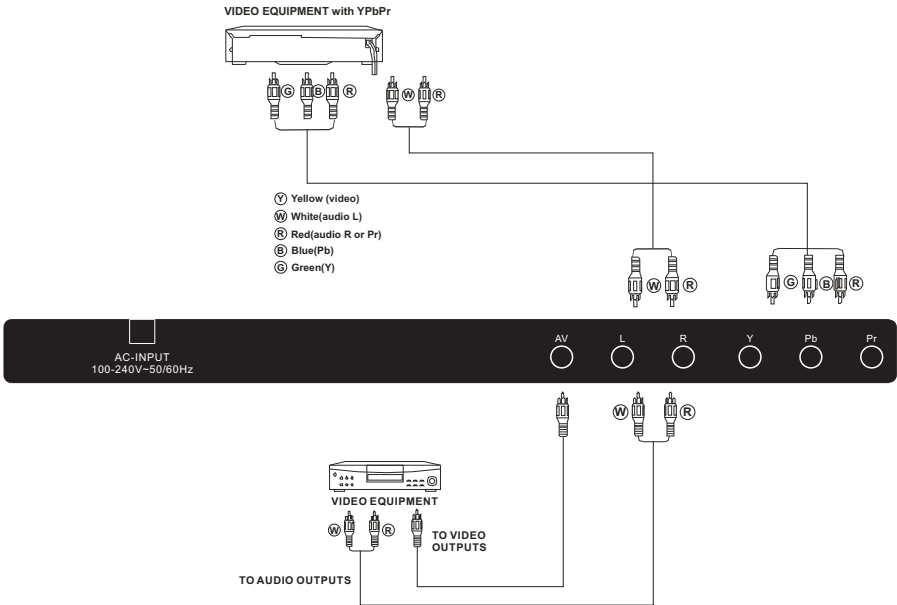 VIDEO EQUIPMENT with YPbPr
G B R W R
Y Yellow (video)
W White(audio L)
R Red(audio R or Pr)
B Blue(Pb)
G Green(Y)
W R G B R
AV L R Y Pb Pr
AC-INPUT
100-240V~50/60Hz
W R
VIDEO EQUIPMENT
W R
TO VIDEO
OUTPUTS
TO AUDIO OUTPUTS